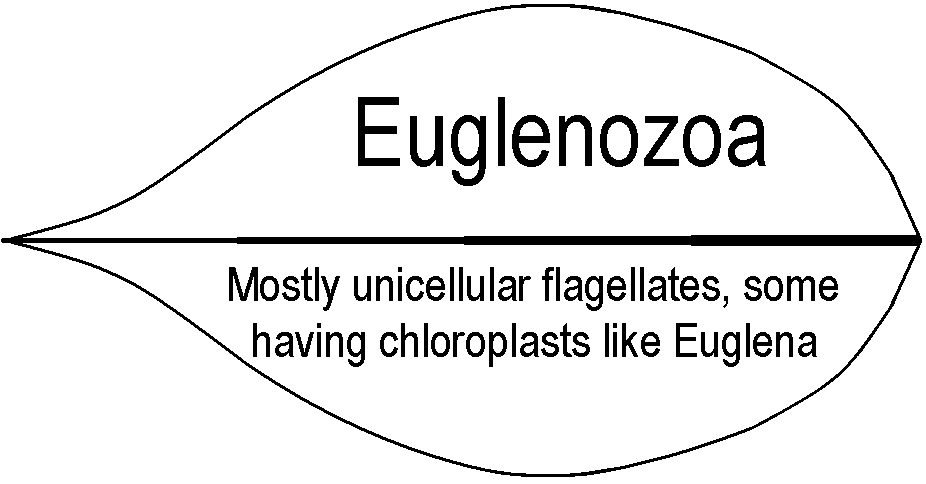 Euglenozoa
Mostly unicellular flagellates, some
having chloroplasts like Euglena